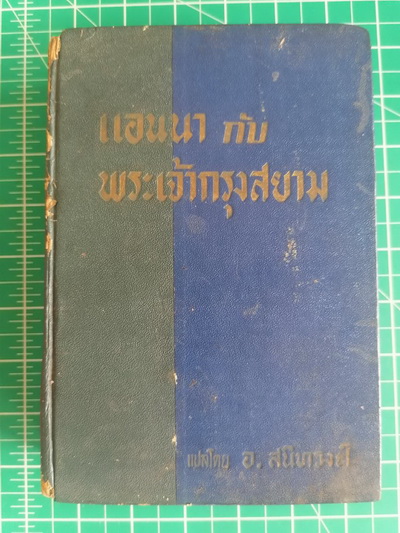 แอนนา กับ
พระเจ้ากรุงสยาม
แปลโดย อ. สนิทวงศ์